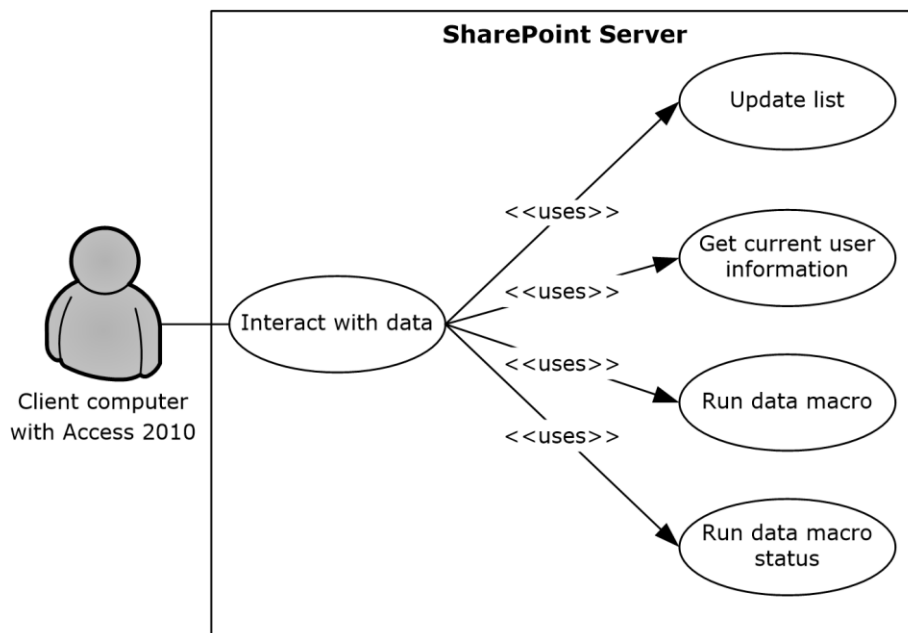 SharePoint Server
Update list
<<uses>>
Get current user
information
<<uses>>
Interact with data
<<uses>>
Run data macro
Client computer
with Access 2010
<<uses>>
Run data macro
status